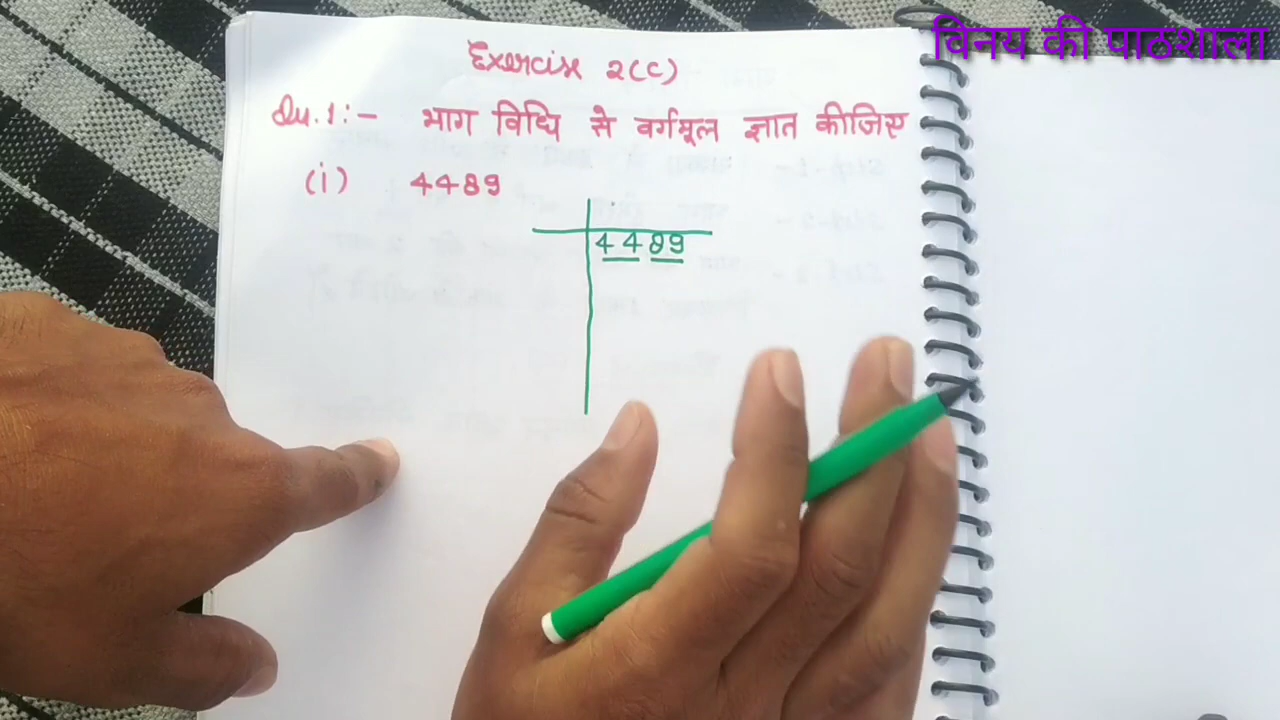 विनय की पाठशाला
Exercise 2(C)
Qu.1:- भाग विधि से वर्गमूल ज्ञात कीजिए
(i) 4489
4489